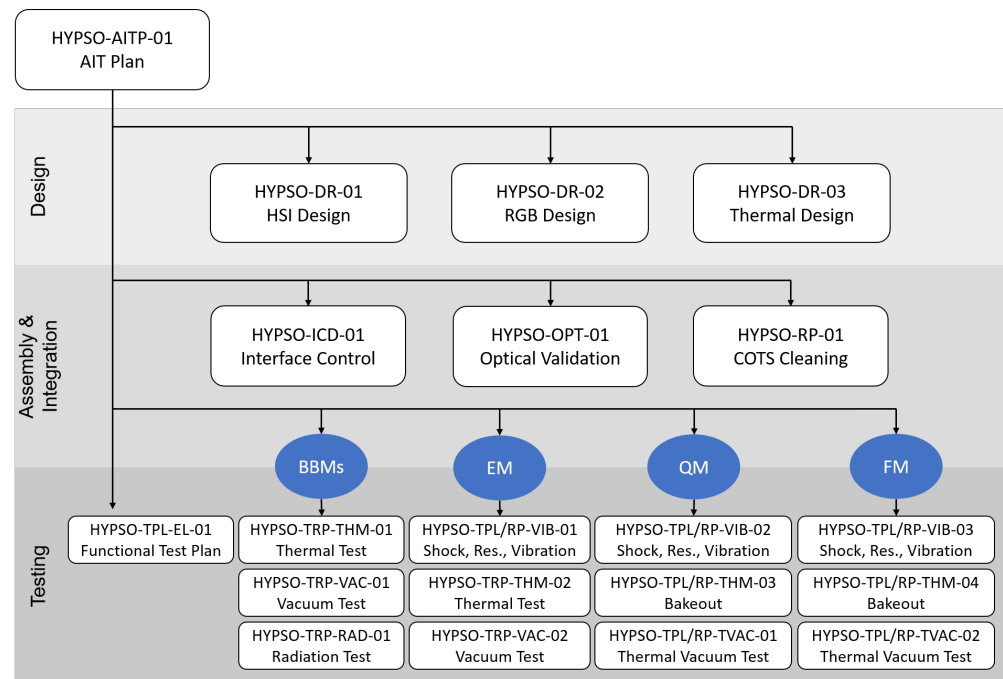 HYPSO-AITP-01
AIT Plan
Design
HYPSO-DR-01
HSI Design
HYPSO-DR-02
RGB Design
HYPSO-DR-03
Thermal Design
Assembly &
Integration
HYPSO-ICD-01
Interface Control
HYPSO-OPT-01
Optical Validation
HYPSO-RP-01
COTS Cleaning
BBMs
EM
QM
FM
Testing
HYPSO-TPL-EL-01
Functional Test Plan
HYPSO-TRP-THM-01
Thermal Test
HYPSO-TPL/RP-VIB-01
Shock, Res., Vibration
HYPSO-TPL/RP-VIB-02
Shock, Res., Vibration
HYPSO-TPL/RP-VIB-03
Shock, Res., Vibration
HYPSO-TRP-VAC-01
Vacuum Test
HYPSO-TRP-THM-02
Thermal Test
HYPSO-TPL/RP-THM-03
Bakeout
HYPSO-TPL/RP-THM-04
Bakeout
HYPSO-TRP-RAD-01
Radiation Test
HYPSO-TRP-VAC-02
Vacuum Test
HYPSO-TPL/RP-TVAC-01
Thermal Vacuum Test
HYPSO-TPL/RP-TVAC-02
Thermal Vacuum Test